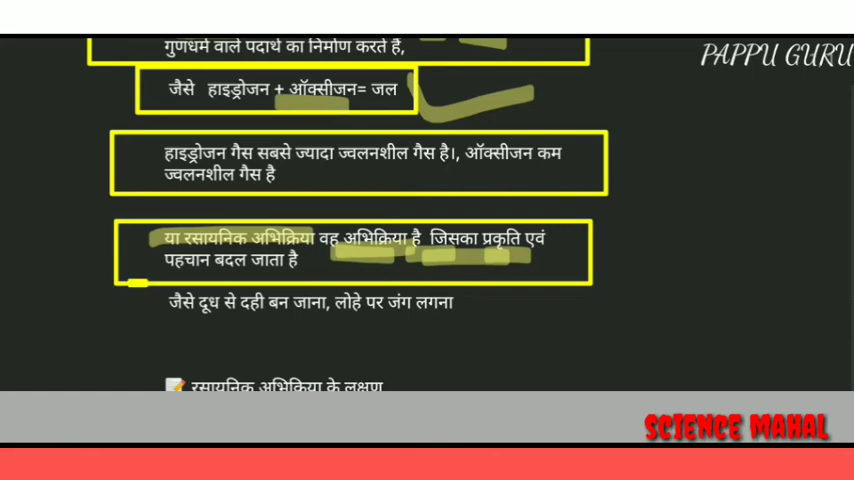 गुणधर्म वाले पदार्थ का निर्माण करते हैं,
PAPPU GURU
जैसे हाइड्रोजन + ऑक्सीजन= जल
हाइड्रोजन गैस सबसे ज्यादा ज्वलनशील गैस है।, ऑक्सीजन कम
ज्वलनशील गैस है
या रसायनिक अभिक्रिया वह अभिक्रिया है जिसका प्रकृति एवं
पहचान बदल जाता है
जैसे दूध से दही बन जाना, लोहे पर जंग लगना
📝 रसायनिक अभिक्रिया के लक्षण
SCIENCE MAHAL